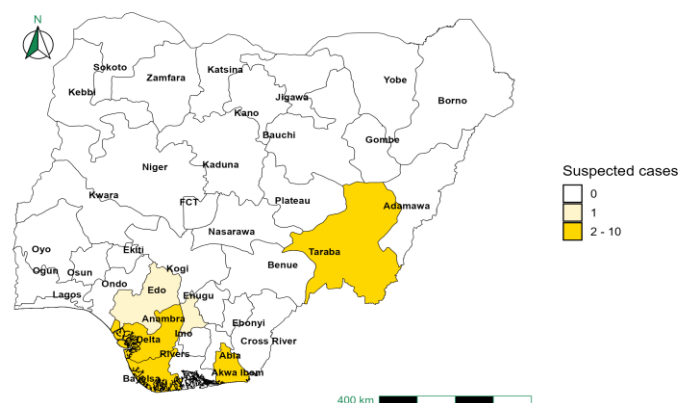 N
Sokoto
Katsina
Yobe
Zamfara
Kebbi
Jigawa
Borno
Kano
Bauchi
Gombe
Niger
Kaduna
Suspected cases
0
1
2 - 10
Kwara
FCT
Plateau
Adamawa
Nasarawa
Oyo
Ekiti
Taraba
Ogun
Osun
Kogi
Benue
Ondo
Edo
Enugu
Lagos
Anambra
Ebonyi
Delta
Imo
Cross River
Rivers
Abia
Bayelsa
Akwa Ibom
400 km